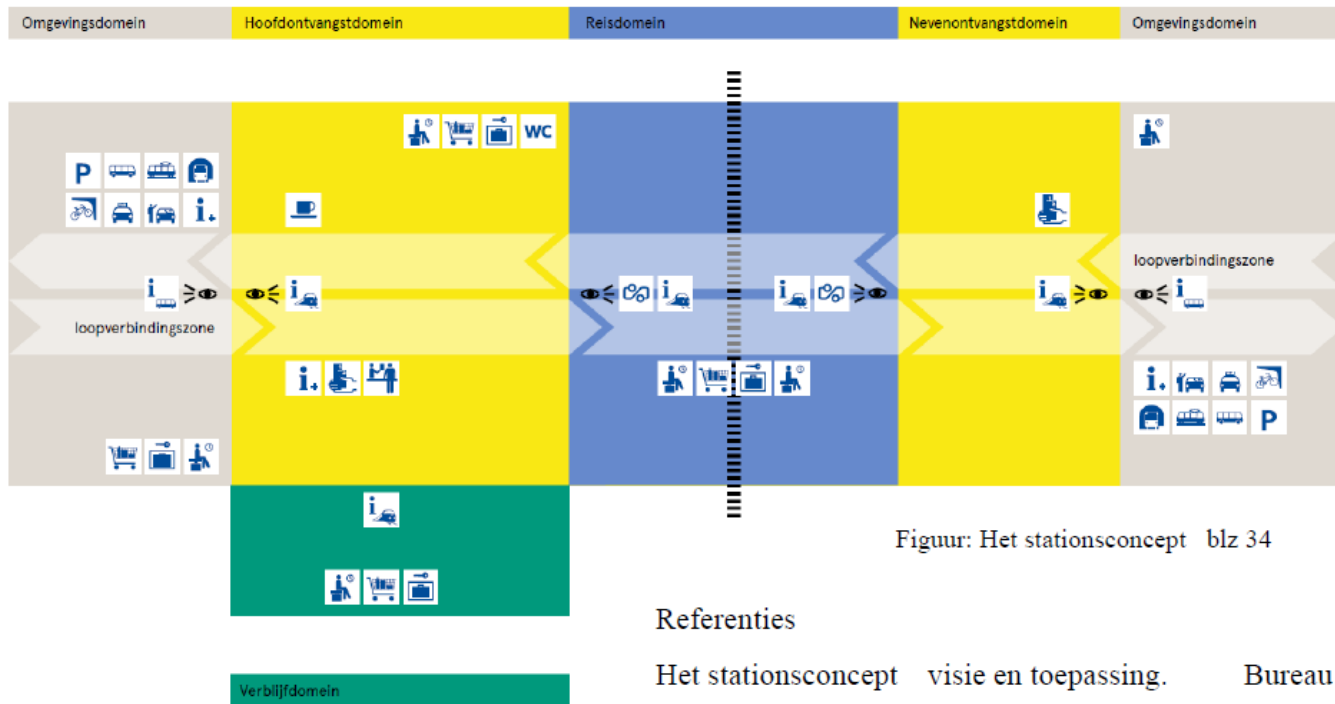 Omgevingsdomein Hoofdontvangstdomein Reisdomein Nevenontvangstdomein Omgevingsdomein
WC
P
i+
loopverbindingszone
i i i i i i
loopverbindingszone
i+
i+
P
i
Figuur: Het stationsconcept blz 34
Referenties
Het stationsconcept visie en toepassing. Bureau
Verblijfdomein